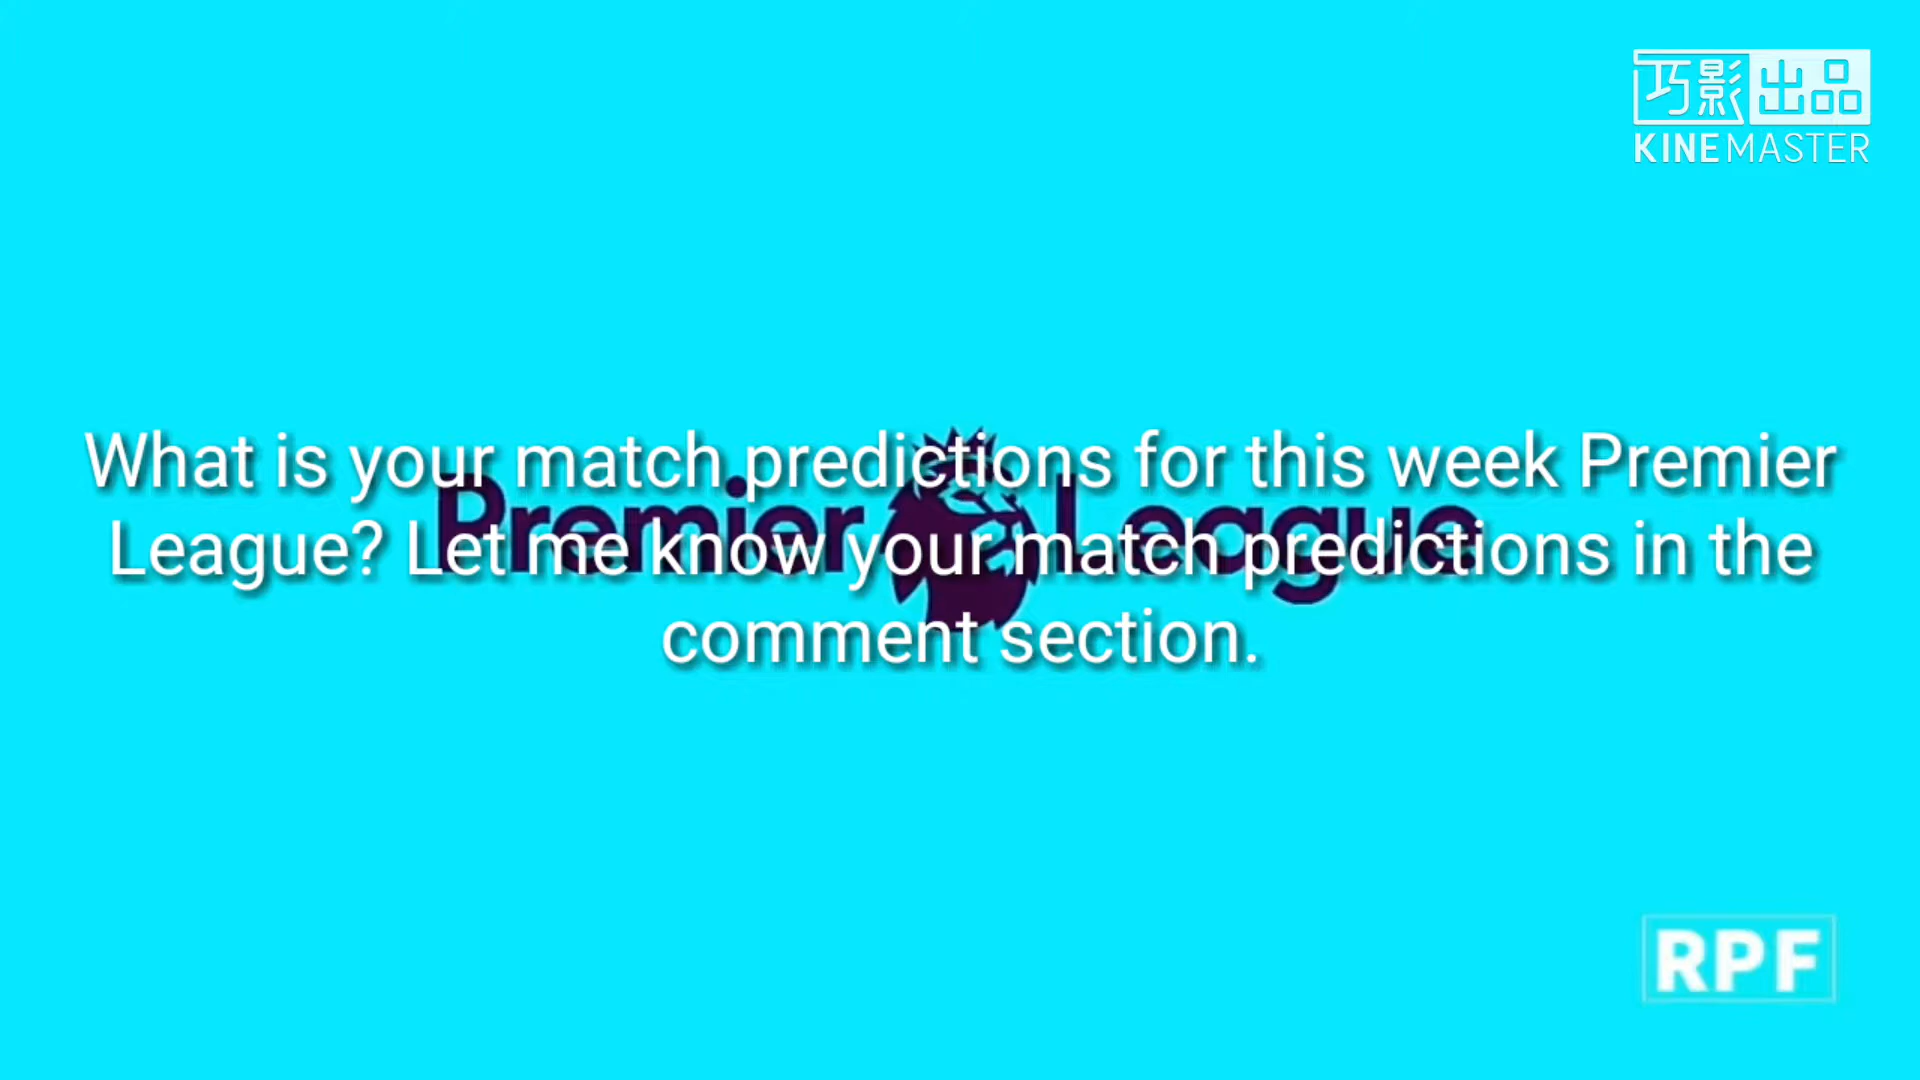 巧影出品
KINEMASTER
What is your match predictions for this week Premier
League? Let me know your match predictions in the
comment section.
Premier League
RPF